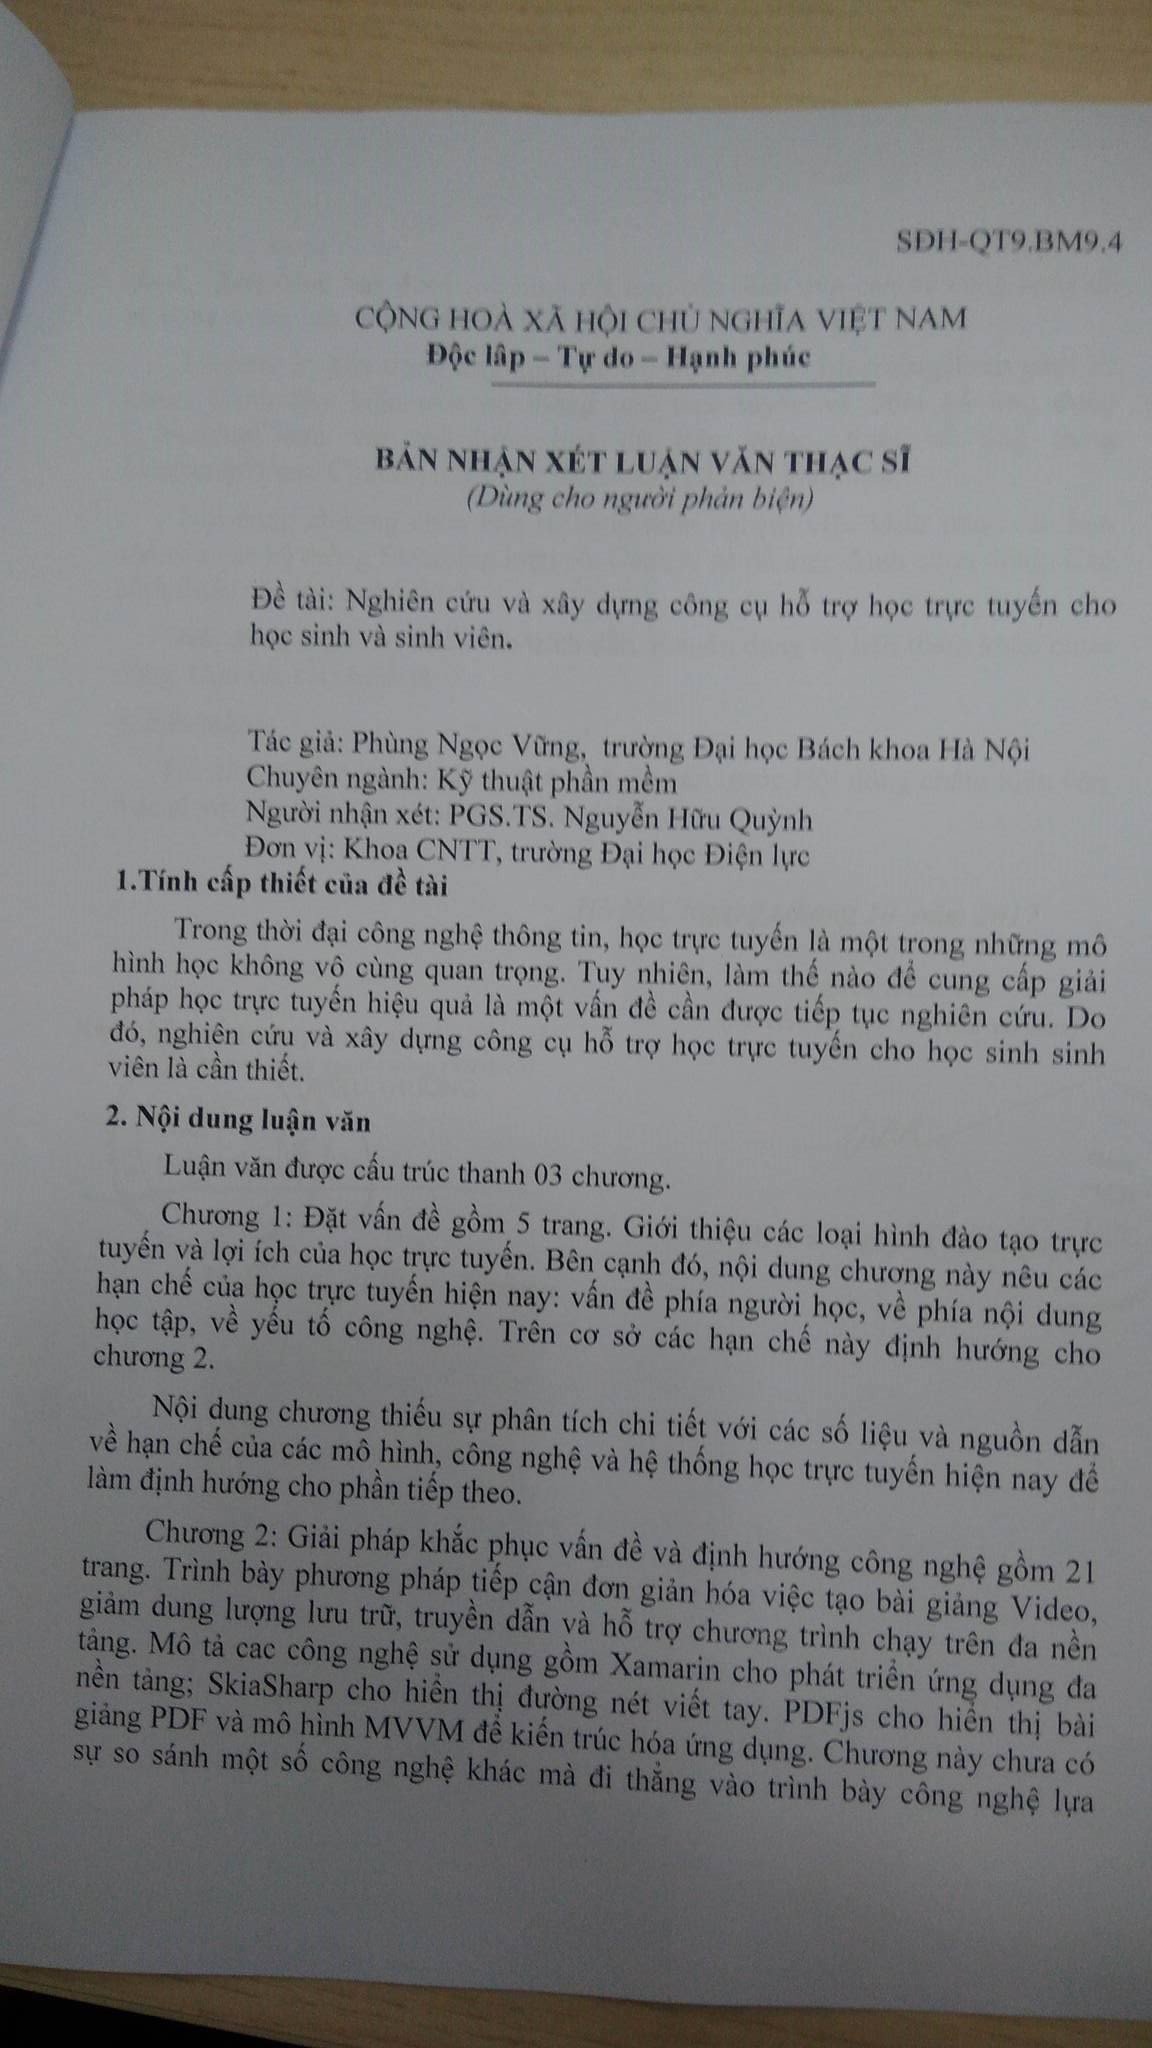 SĐH-QT9.BM9.4
CỘNG HOÀ XÃ HỘI CHỦ NGHĨA VIỆT NAM
Độc lâp – Tự do – Hạnh phúc
BẢN NHẬN XÉT LUẬN VĂN THẠC SĨ
(Dùng cho người phản biện)
Đề tài: Nghiên cứu và xây dựng công cụ hỗ trợ học trực tuyến cho
học sinh và sinh viên.
Tác giả: Phùng Ngọc Vững, trường Đại học Bách khoa Hà Nội
Chuyên ngành: Kỹ thuật phần mềm
Người nhận xét: PGS.TS. Nguyễn Hữu Quỳnh
Đơn vị: Khoa CNTT, trường Đại học Điện lực
1.Tính cấp thiết của đề tài
Trong thời đại công nghệ thông tin, học trực tuyến là một trong những mô
hình học không vô cùng quan trọng. Tuy nhiên, làm thế nào để cung cấp giải
pháp học trực tuyến hiệu quả là một vấn đề cần được tiếp tục nghiên cứu. Do
đó, nghiên cứu và xây dựng công cụ hỗ trợ học trực tuyến cho học sinh sinh
viên là cần thiết.
2. Nội dung luận văn
Luận văn được cấu trúc thanh 03 chương.
Chương 1: Đặt vấn đề gồm 5 trang. Giới thiệu các loại hình đào tạo trực
tuyến và lợi ích của học trực tuyến. Bên cạnh đó, nội dung chương này nêu các
hạn chế của học trực tuyến hiện nay: vấn đề phía người học, về phía nội dung
học tập, về yếu tố công nghệ. Trên cơ sở các hạn chế này định hướng cho
chương 2.
Nội dung chương thiếu sự phân tích chi tiết với các số liệu và nguồn dẫn
về hạn chế của các mô hình, công nghệ và hệ thống học trực tuyến hiện nay để
làm định hướng cho phần tiếp theo.
Chương 2: Giải pháp khắc phục vấn đề và định hướng công nghệ gồm 21
trang. Trình bày phương pháp tiếp cận đơn giản hóa việc tạo bài giảng Video,
giảm dung lượng lưu trữ, truyền dẫn và hỗ trợ chương trình chạy trên đa nền
tảng. Mô tả cac công nghệ sử dụng gồm Xamarin cho phát triển ứng dụng đa
nền tảng; SkiaSharp cho hiển thị đường nét viết tay. PDFjs cho hiển thị bài
giảng PDF và mô hình MVVM để kiến trúc hóa ứng dụng. Chương này chưa có
sự so sánh một số công nghệ khác mà đi thẳng vào trình bày công nghệ lựa